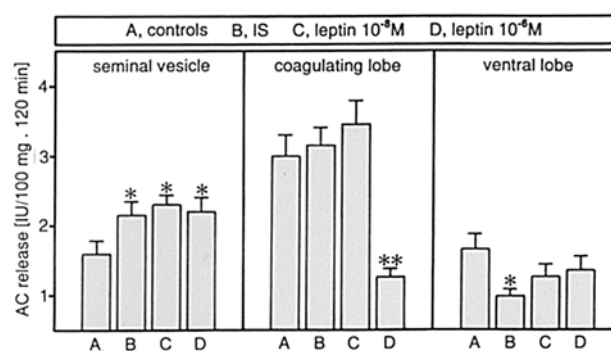 A, controls B, IS C, leptin 10⁻⁸M D, leptin 10⁻⁶M
seminal vesicle coagulating lobe ventral lobe
AC release [IU/100 mg . 120 min]
4
3
2
1
* * *
**
*
A B C D A B C D A B C D